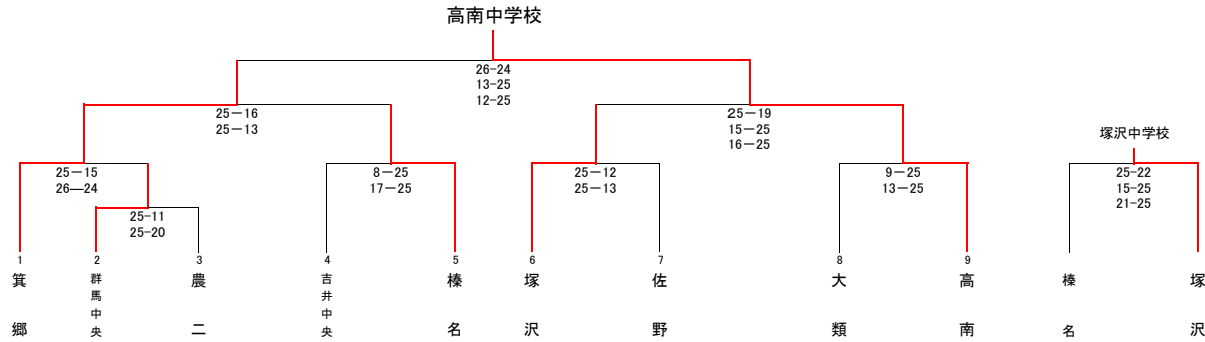 高南中学校
26-24
13-25
12-25
25－16
25－13
25－19
15－25
16－25
塚沢中学校
25－15
26—24
8－25
17－25
25－12
25－13
9－25
13－25
25-22
15-25
21-25
25-11
25-20
1
2
3
4
5
6
7
8
9
箕郷
群馬中央
農二
吉井中央
榛名
塚沢
佐野
大類
高南
榛名
塚沢